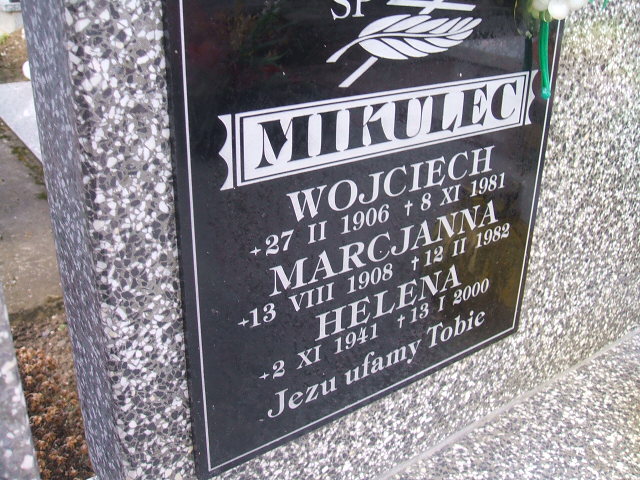 ŚP
MIKULEC
WOJCIECH
+27 II 1906 †8 XI 1981
MARCJANNA
+13 VIII 1908 †12 II 1982
HELENA
+2 XI 1941 †13 I 2000
Jezu ufamy Tobie